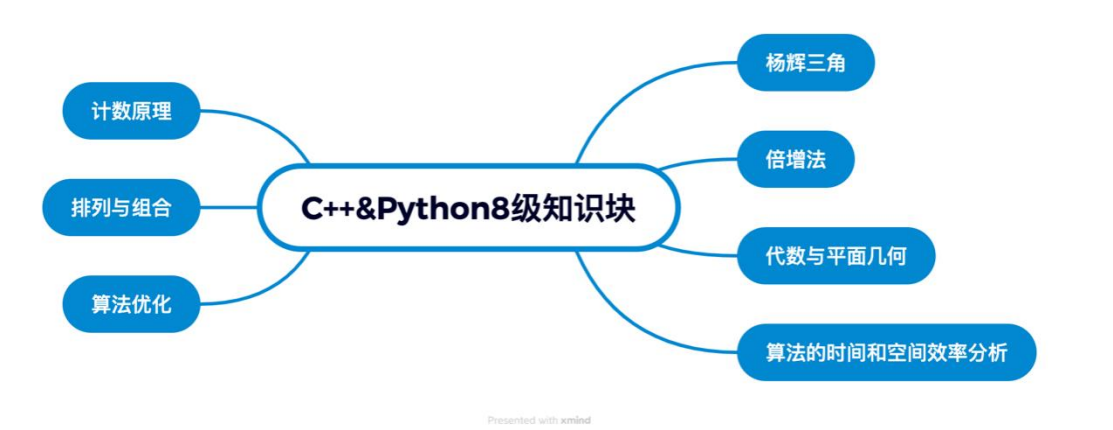 杨辉三角
计数原理
倍增法
排列与组合
C++&Python8级知识块
代数与平面几何
算法优化
算法的时间和空间效率分析
Presented with xmind